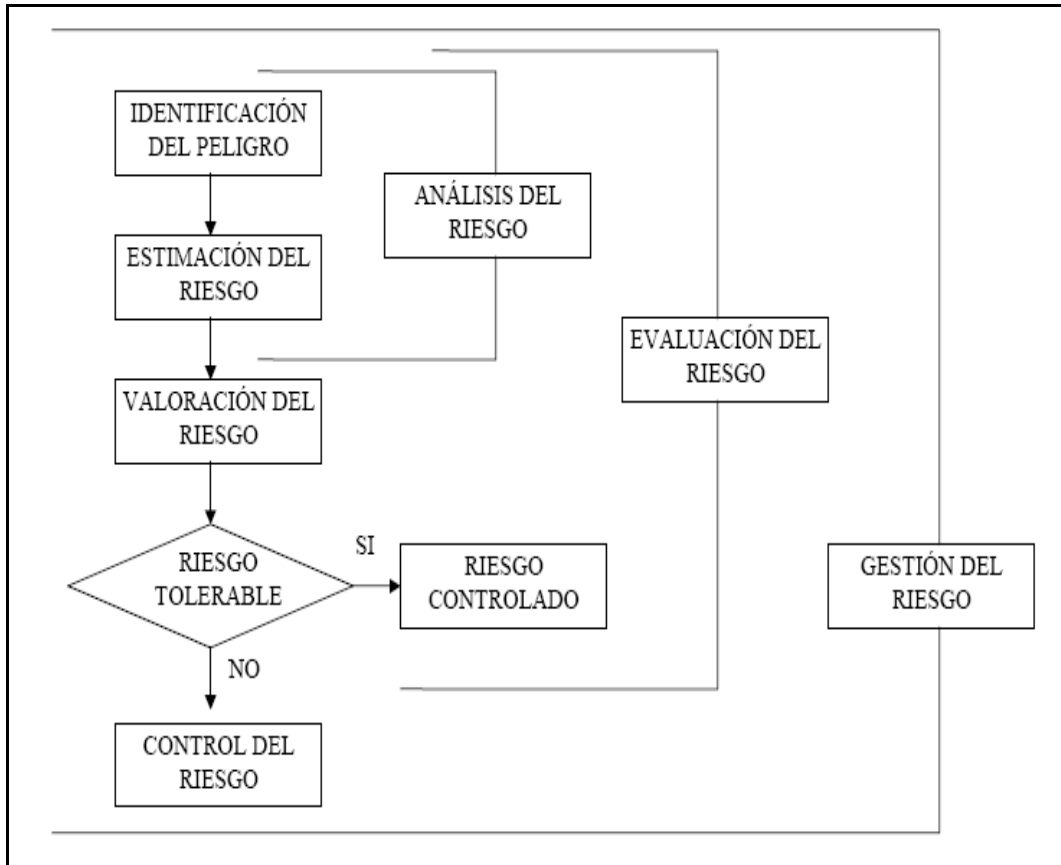 IDENTIFICACIÓN
DEL PELIGRO
ANÁLISIS DEL
RIESGO
ESTIMACIÓN DEL
RIESGO
EVALUACIÓN DEL
RIESGO
VALORACIÓN DEL
RIESGO
RIESGO
TOLERABLE
SI
RIESGO
CONTROLADO
GESTIÓN DEL
RIESGO
NO
CONTROL DEL
RIESGO